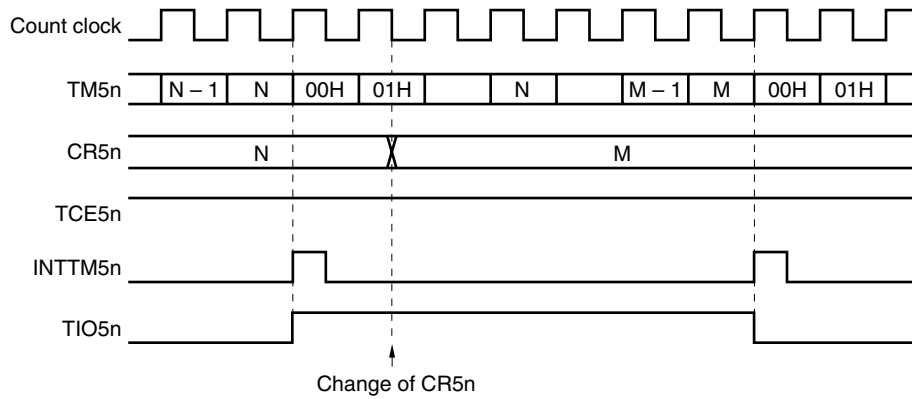 Count clock
TM5n N – 1 N 00H 01H N M – 1 M 00H 01H
CR5n N M
TCE5n
INTTM5n
TIO5n
Change of CR5n